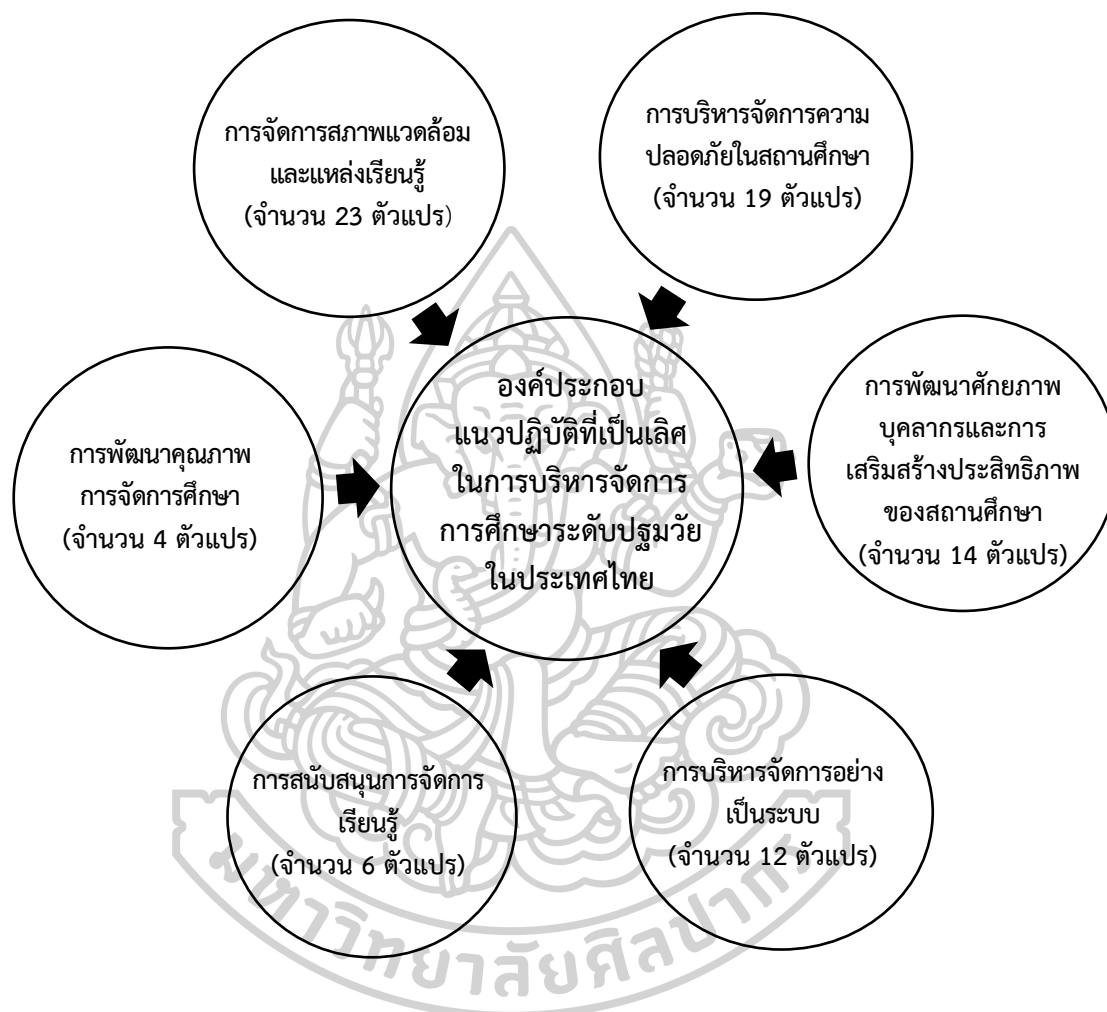 การจัดการสภาพแวดล้อม
และแหล่งเรียนรู้
(จำนวน 23 ตัวแปร)
การบริหารจัดการความ
ปลอดภัยในสถานศึกษา
(จำนวน 19 ตัวแปร)
องค์ประกอบ
แนวปฏิบัติที่เป็นเลิศ
ในการบริหารจัดการ
การศึกษาระดับปฐมวัย
ในประเทศไทย
การพัฒนาศักยภาพ
บุคลากรและการ
เสริมสร้างประสิทธิภาพ
ของสถานศึกษา
(จำนวน 14 ตัวแปร)
การพัฒนาคุณภาพ
การจัดการศึกษา
(จำนวน 4 ตัวแปร)
การสนับสนุนการจัดการ
เรียนรู้
(จำนวน 6 ตัวแปร)
การบริหารจัดการอย่าง
เป็นระบบ
(จำนวน 12 ตัวแปร)
มหาวิทยาลัยศิลปากร